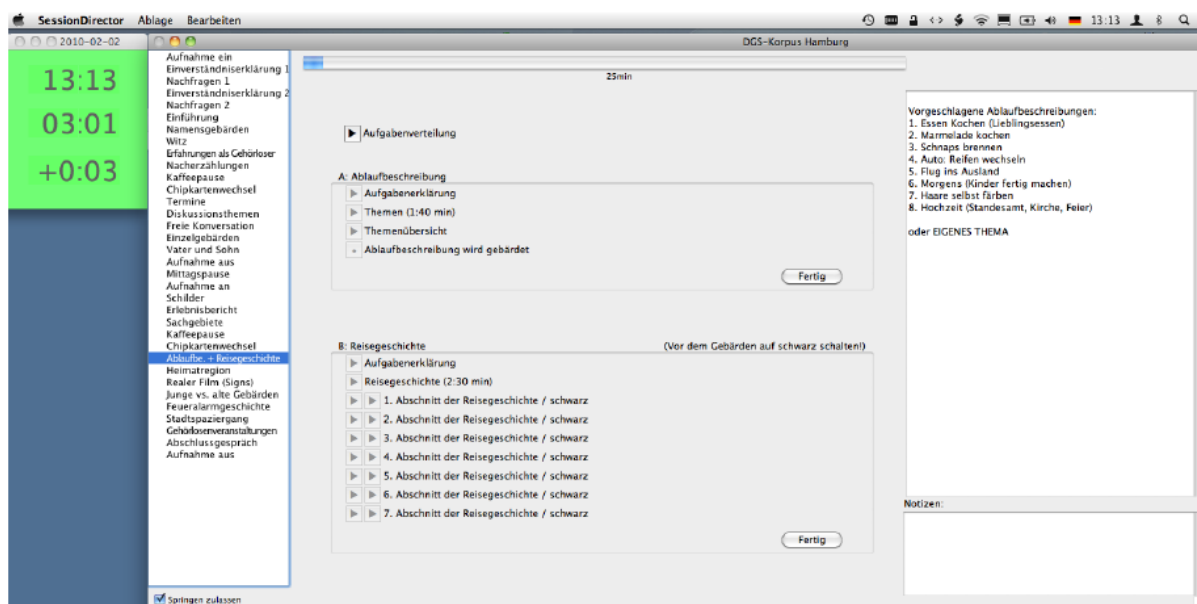 SessionDirector Ablage Bearbeiten 13:13
2010-02-02
13:13
03:01
+0:03
DGS-Korpus Hamburg
Aufnahme ein
Einverständniserklärung 1
Nachfragen 1
Einverständniserklärung 2
Nachfragen 2
Einführung
Namensgebärden
Witz
Erfahrungen als Gehörloser
Nacherzählungen
Kaffeepause
Chipkartenwechsel
Termine
Diskussionsthemen
Freie Konversation
Einzelgebärden
Vater und Sohn
Aufnahme aus
Mittagspause
Aufnahme an
Schilder
Erlebnisbericht
Sachgebiete
Kaffeepause
Chipkartenwechsel
Ablaufbe. + Reisegeschichte
Heimatregion
Realer Film (Signs)
Junge vs. alte Gebärden
Feueralarmgeschichte
Stadtspaziergang
Gehörlosenveranstaltungen
Abschlussgespräch
Aufnahme aus
Springen zulassen
25min
Aufgabenverteilung
A: Ablaufbeschreibung
Aufgabenerklärung
Themen (1:40 min)
Themenübersicht
Ablaufbeschreibung wird gebärdet
Fertig
B: Reisegeschichte (Vor dem Gebärden auf schwarz schalten!)
Aufgabenerklärung
Reisegeschichte (2:30 min)
1. Abschnitt der Reisegeschichte / schwarz
2. Abschnitt der Reisegeschichte / schwarz
3. Abschnitt der Reisegeschichte / schwarz
4. Abschnitt der Reisegeschichte / schwarz
5. Abschnitt der Reisegeschichte / schwarz
6. Abschnitt der Reisegeschichte / schwarz
7. Abschnitt der Reisegeschichte / schwarz
Fertig
Vorgeschlagene Ablaufbeschreibungen:
1. Essen Kochen (Lieblingsessen)
2. Marmelade kochen
3. Schnaps brennen
4. Auto: Reifen wechseln
5. Flug ins Ausland
6. Morgens (Kinder fertig machen)
7. Haare selbst färben
8. Hochzeit (Standesamt, Kirche, Feier)
oder EIGENES THEMA
Notizen: